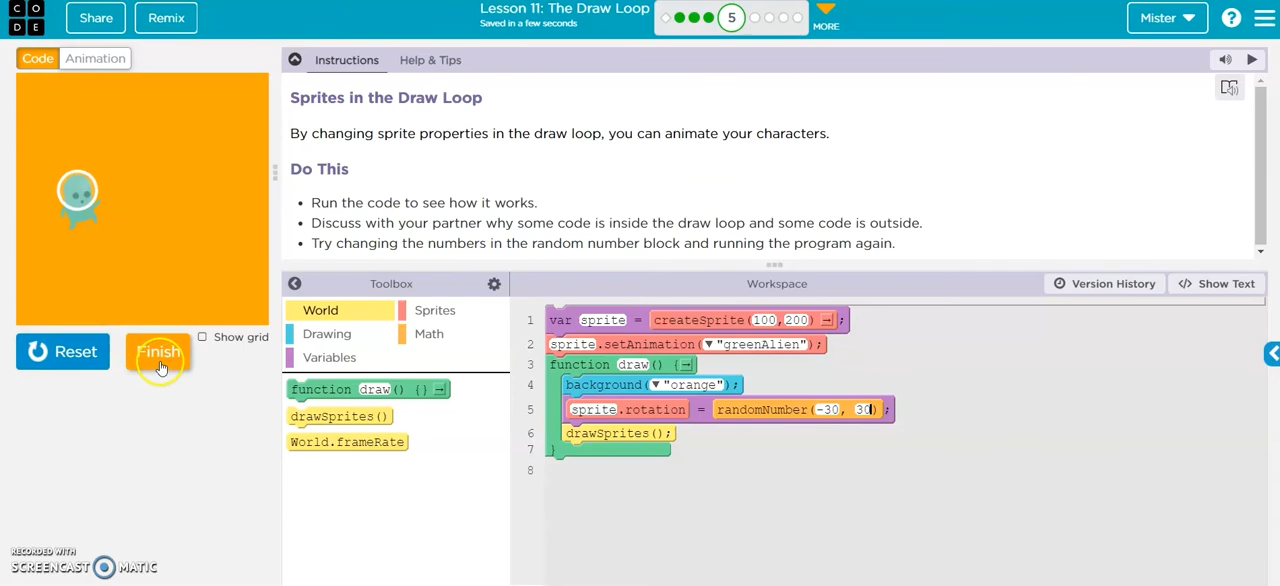 CO
DE
Share
Remix
Lesson 11: The Draw Loop
Saved in a few seconds
5
MORE
Mister
?
Code
Animation
Instructions
Help & Tips
Sprites in the Draw Loop
By changing sprite properties in the draw loop, you can animate your characters.
Do This
• Run the code to see how it works.
• Discuss with your partner why some code is inside the draw loop and some code is outside.
• Try changing the numbers in the random number block and running the program again.
Reset
Finish
Show grid
Toolbox
Workspace
Version History
</> Show Text
World
Sprites
Drawing
Math
Variables
function draw() {}
drawSprites()
World.frameRate
1 var sprite = createSprite(100,200);
2 sprite.setAnimation("greenAlien");
3 function draw() {
4 background("orange");
5 sprite.rotation = randomNumber(-30, 30);
6 drawSprites();
7 }
8
RECORDED WITH
SCREENCAST MATIC